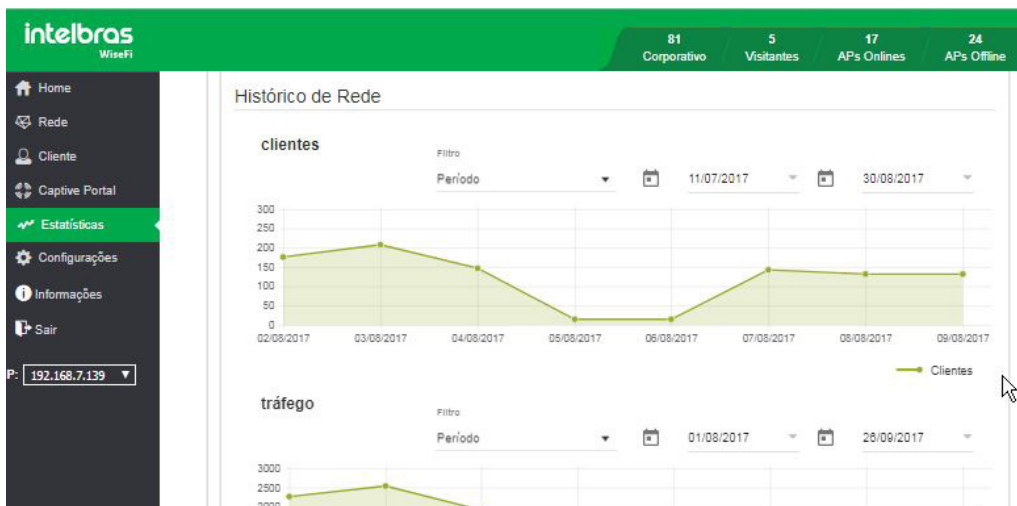 intelbras
WiseFi
81 5 17 24
Corporativo Visitantes APs Onlines APs Offline
Home
Rede
Cliente
Captive Portal
Estatísticas
Configurações
Informações
Sair
P: 192.168.7.139
Histórico de Rede
clientes
Filtro
Período 11/07/2017 30/08/2017
300
250
200
150
100
50
0
02/08/2017 03/08/2017 04/08/2017 05/08/2017 06/08/2017 07/08/2017 08/08/2017 09/08/2017
Clientes
tráfego
Filtro
Período 01/08/2017 26/09/2017
3000
2500
2000